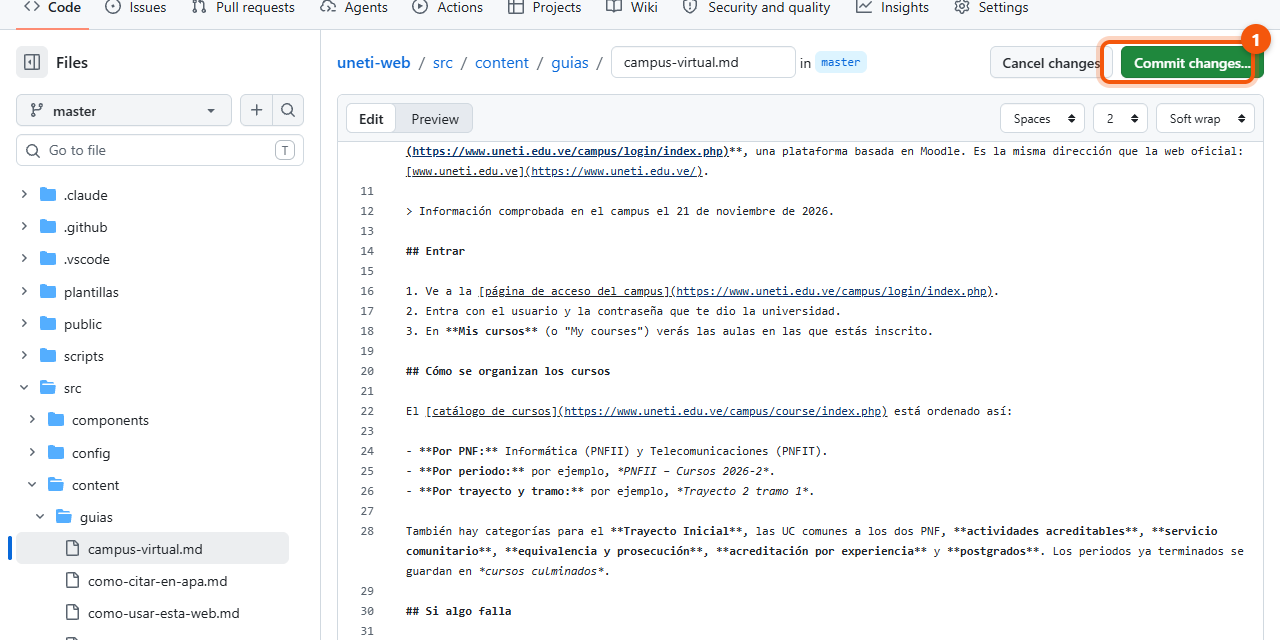 Code Issues Pull requests Agents Actions Projects Wiki Security and quality Insights Settings
1
Files
uneti-web / src / content / guias / campus-virtual.md in master
Cancel changes Commit changes...
master
Go to file T
Edit Preview
Spaces 2 Soft wrap
.claude
.github
.vscode
plantillas
public
scripts
src
components
config
content
guias
campus-virtual.md
como-citar-en-apa.md
como-usar-esta-web.md
(https://www.uneti.edu.ve/campus/login/index.php)**, una plataforma basada en Moodle. Es la misma dirección que la web oficial:
[www.uneti.edu.ve](https://www.uneti.edu.ve/).
11
12 > Información comprobada en el campus el 21 de noviembre de 2026.
13
14 ## Entrar
15
16 1. Ve a la [página de acceso del campus](https://www.uneti.edu.ve/campus/login/index.php).
17 2. Entra con el usuario y la contraseña que te dio la universidad.
18 3. En **Mis cursos** (o "My courses") verás las aulas en las que estás inscrito.
19
20 ## Cómo se organizan los cursos
21
22 El [catálogo de cursos](https://www.uneti.edu.ve/campus/course/index.php) está ordenado así:
23
24 - **Por PNF:** Informática (PNFII) y Telecomunicaciones (PNFIT).
25 - **Por periodo:** por ejemplo, *PNFII – Cursos 2026-2*.
26 - **Por trayecto y tramo:** por ejemplo, *Trayecto 2 tramo 1*.
27
28 También hay categorías para el **Trayecto Inicial**, las UC comunes a los dos PNF, **actividades acreditables**, **servicio
comunitario**, **equivalencia y prosecución**, **acreditación por experiencia** y **postgrados**. Los periodos ya terminados se
guardan en *cursos culminados*.
29
30 ## Si algo falla
31